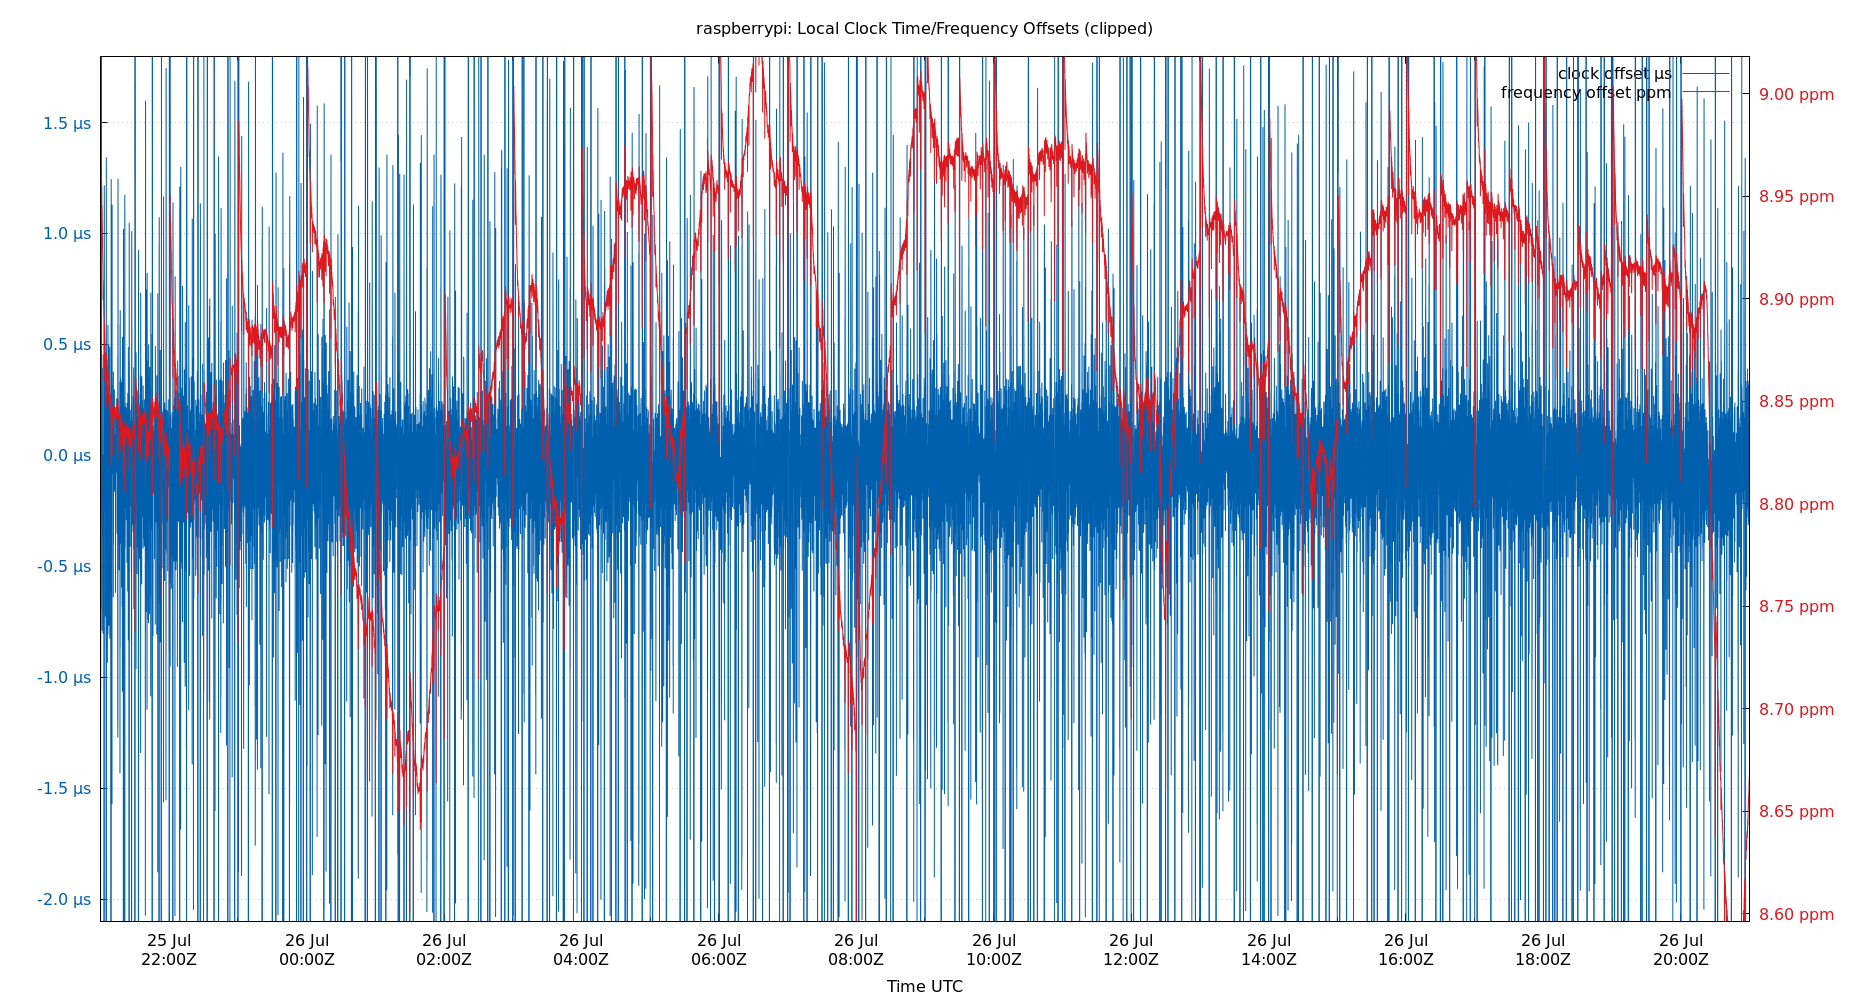 raspberrypi: Local Clock Time/Frequency Offsets (clipped)
clock offset µs
frequency offset ppm
1.5 µs
1.0 µs
0.5 µs
0.0 µs
-0.5 µs
-1.0 µs
-1.5 µs
-2.0 µs
9.00 ppm
8.95 ppm
8.90 ppm
8.85 ppm
8.80 ppm
8.75 ppm
8.70 ppm
8.65 ppm
8.60 ppm
25 Jul 26 Jul 26 Jul 26 Jul 26 Jul 26 Jul 26 Jul 26 Jul 26 Jul 26 Jul 26 Jul 26 Jul
22:00Z 00:00Z 02:00Z 04:00Z 06:00Z 08:00Z 10:00Z 12:00Z 14:00Z 16:00Z 18:00Z 20:00Z
Time UTC